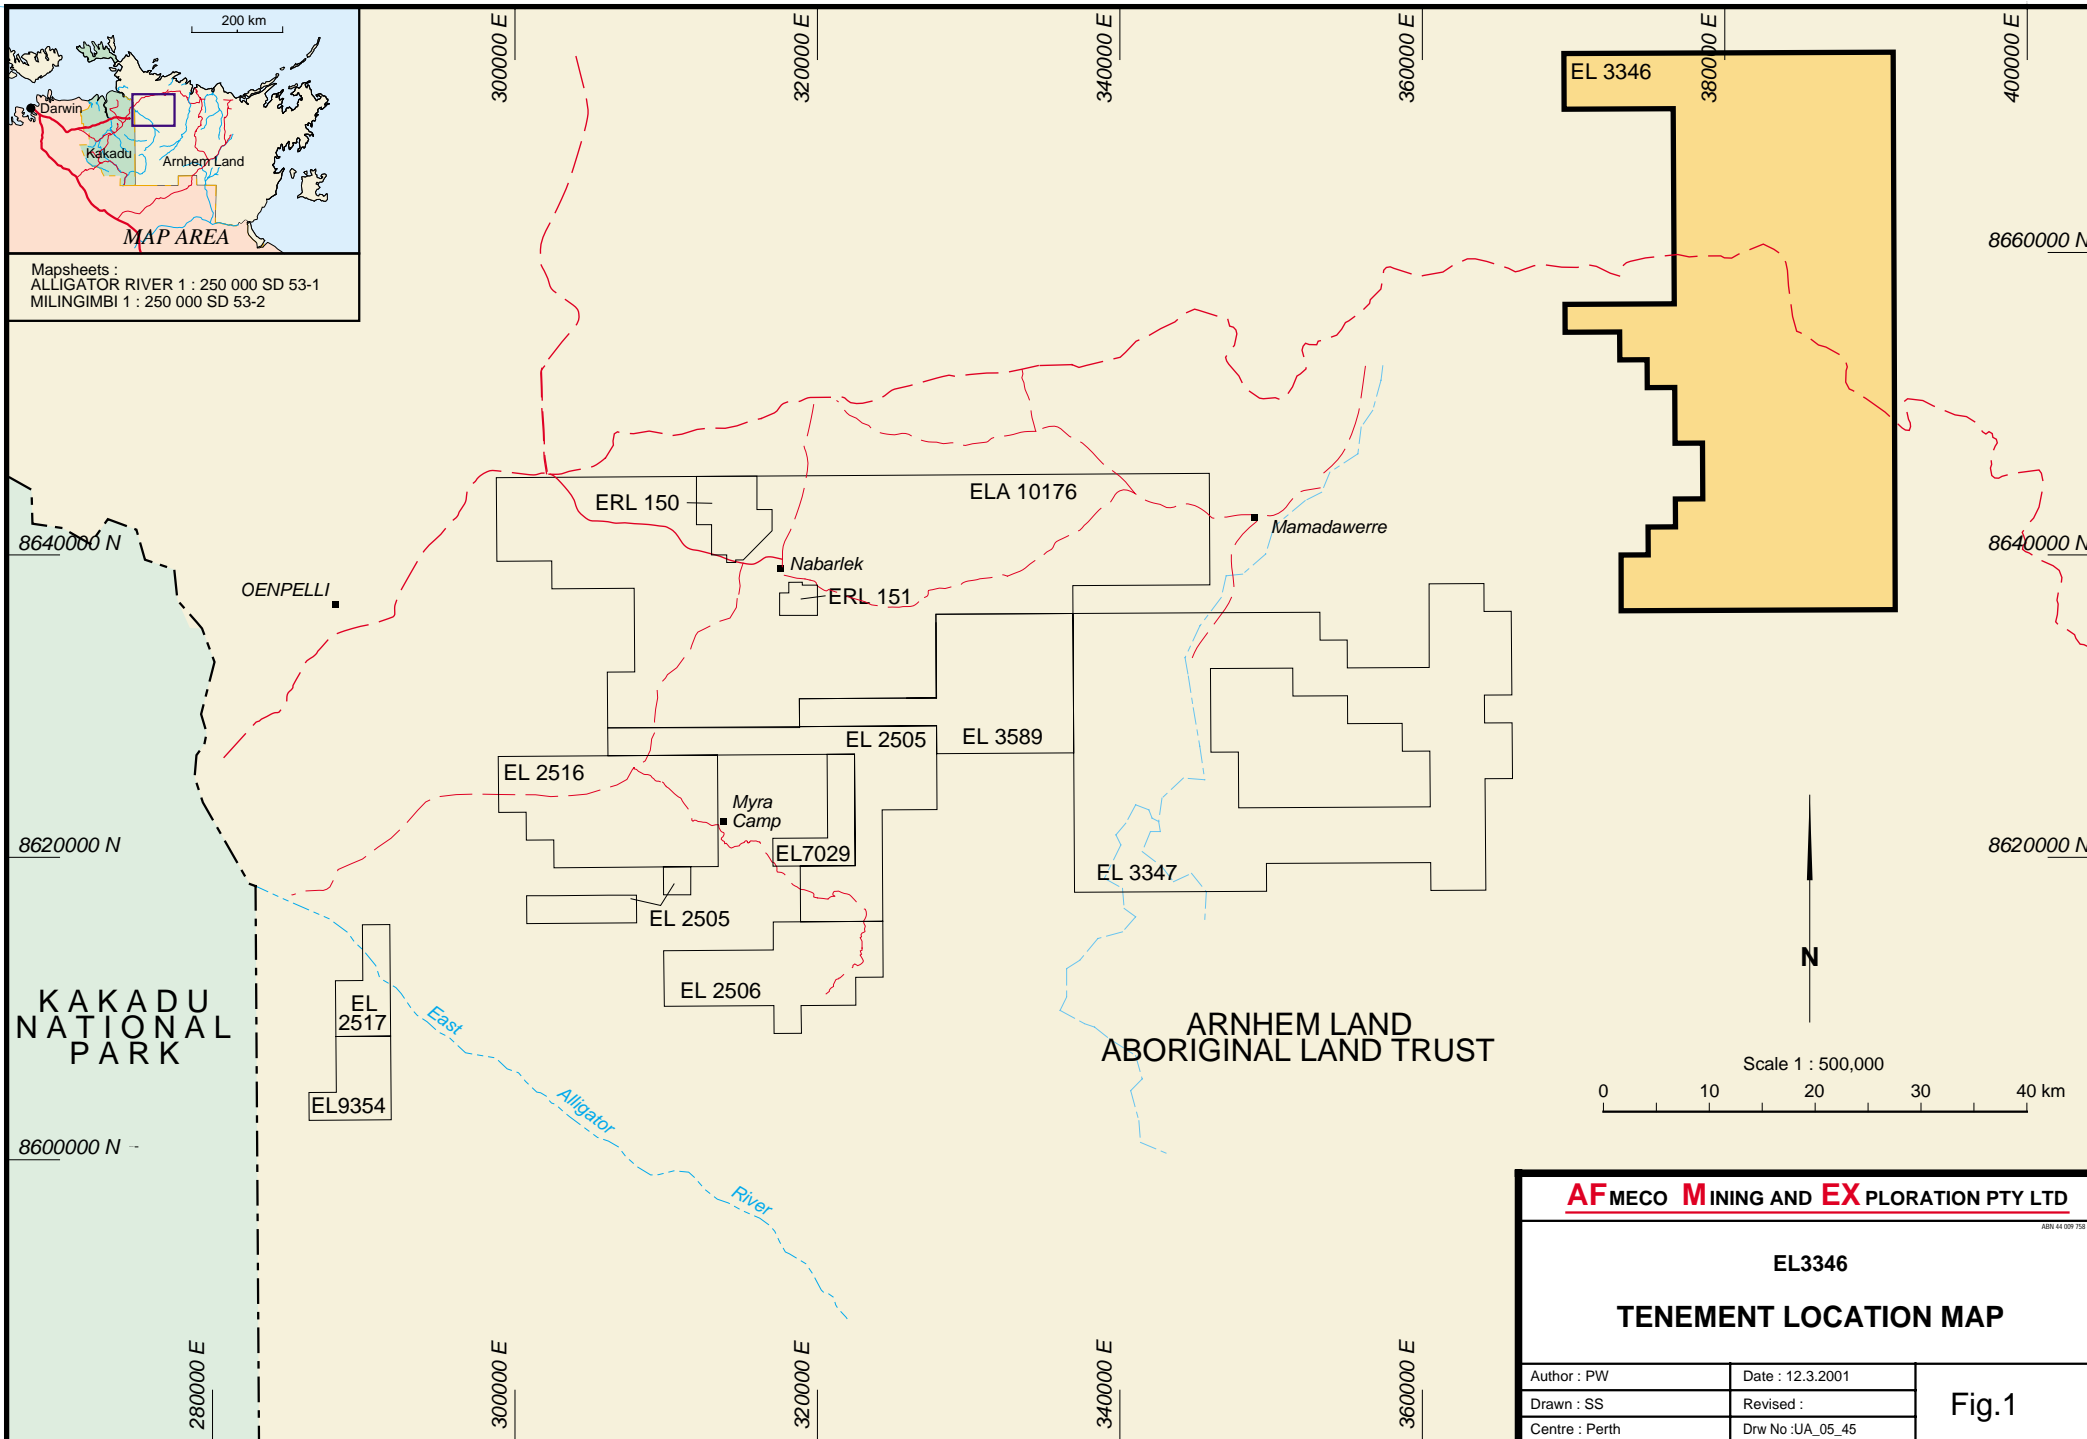 200 km
Darwin
Kakadu
Arnhem Land
MAP AREA
Mapsheets :
ALLIGATOR RIVER 1 : 250 000 SD 53-1
MILINGIMBI 1 : 250 000 SD 53-2
300000 E
320000 E
340000 E
360000 E
380000 E
400000 E
EL 3346
8660000 N
ERL 150
ELA 10176
Mamadawerre
8640000 N
8640000 N
Nabarlek
OENPELLI
ERL 151
EL 2505
EL 3589
EL 2516
Myra
Camp
8620000 N
8620000 N
EL7029
EL 3347
EL 2505
EL 2506
KAKADU
NATIONAL
PARK
EL
2517
East
ARNHEM LAND
ABORIGINAL LAND TRUST
N
Scale 1 : 500,000
0 10 20 30 40 km
EL9354
Alligator
8600000 N
River
280000 E
300000 E
320000 E
340000 E
360000 E
AFMECO MINING AND EXPLORATION PTY LTD
ABN 44 009 758
EL3346
TENEMENT LOCATION MAP
Author : PW
Date : 12.3.2001
Drawn : SS
Revised :
Fig.1
Centre : Perth
Drw No :UA_05_45